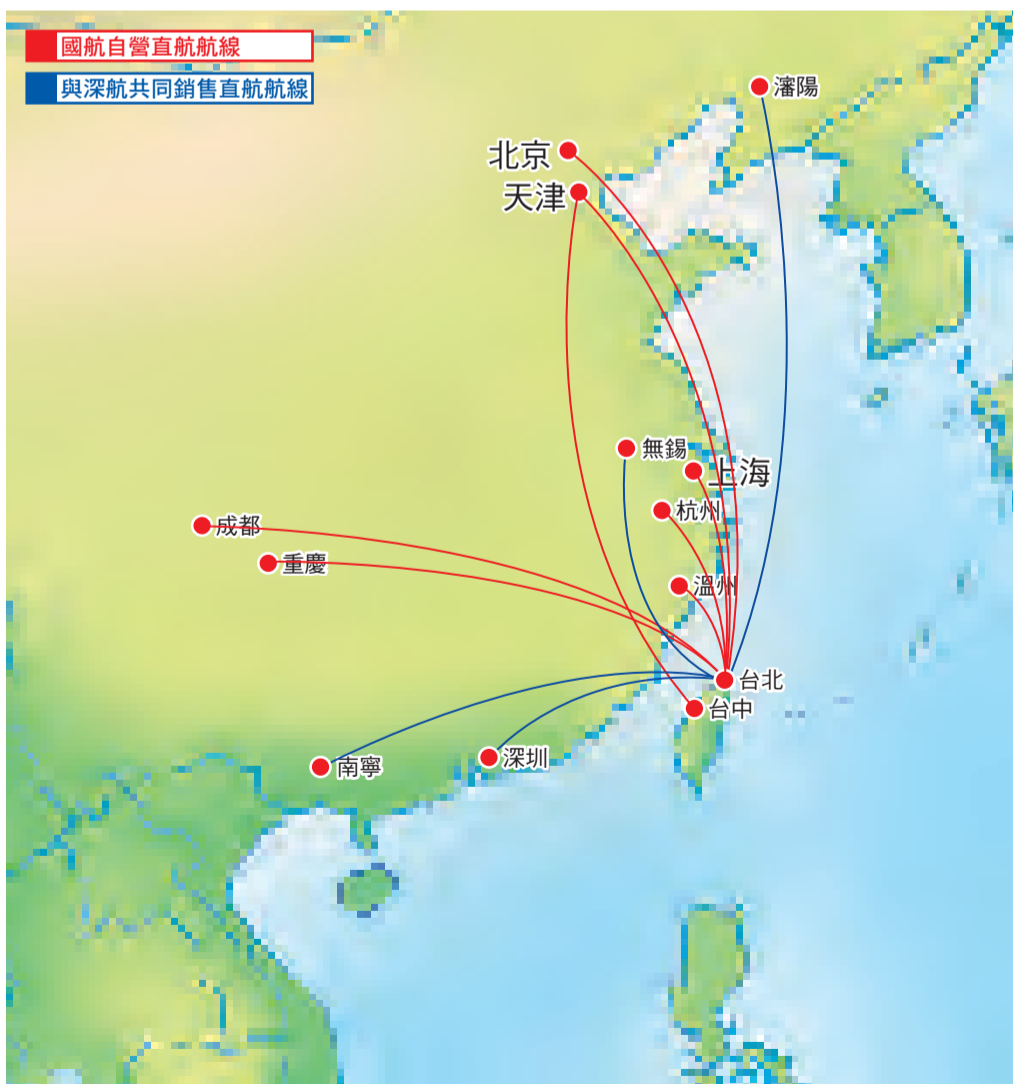 國航自營直航航線
與深航共同銷售直航航線
瀋陽
北京
天津
無錫
上海
杭州
成都
重慶
溫州
台北
台中
深圳
南寧